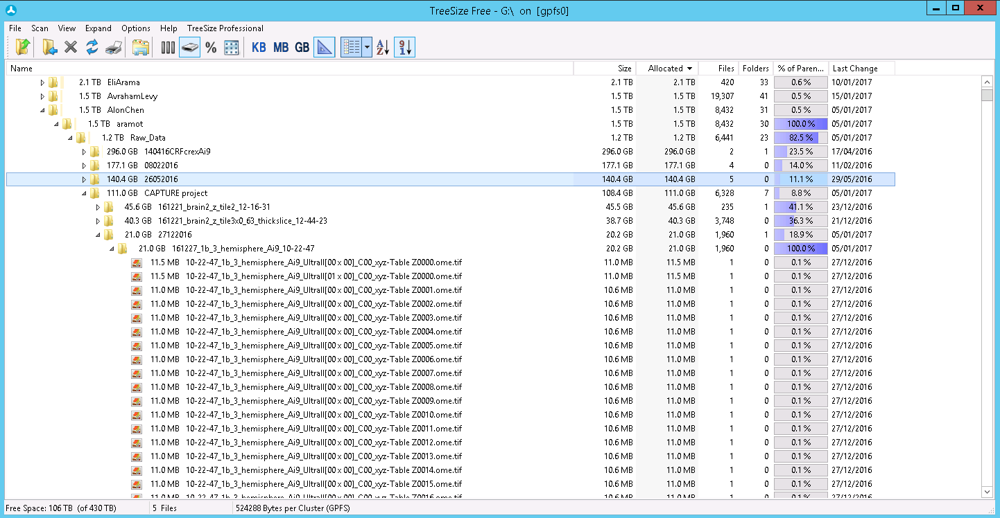 TreeSize Free - G:\ on [gpfs0]
File Scan View Expand Options Help TreeSize Professional
% KB MB GB
Name Size Allocated Files Folders % of Paren... Last Change
2.1 TB EliArama 2.1 TB 2.1 TB 420 33 0.6 % 10/01/2017
1.5 TB AvrahamLevy 1.5 TB 1.5 TB 19,307 41 0.5 % 15/01/2017
1.5 TB AlonChen 1.5 TB 1.5 TB 8,432 31 0.5 % 05/01/2017
1.5 TB aramot 1.5 TB 1.5 TB 8,432 30 100.0 % 05/01/2017
1.2 TB Raw_Data 1.2 TB 1.2 TB 6,441 23 82.5 % 05/01/2017
296.0 GB 140416CRFcrexAi9 296.0 GB 296.0 GB 2 1 23.5 % 17/04/2016
177.1 GB 08022016 177.1 GB 177.1 GB 4 0 14.0 % 11/02/2016
140.4 GB 26052016 140.4 GB 140.4 GB 5 0 11.1 % 29/05/2016
111.0 GB CAPTURE project 108.4 GB 111.0 GB 6,328 7 8.8 % 05/01/2017
45.6 GB 161221_brain2_z_tile2_12-16-31 45.5 GB 45.6 GB 235 1 41.1 % 23/12/2016
40.3 GB 161221_brain2_z_tile3x0_63_thickslice_12-44-23 38.7 GB 40.3 GB 3,748 0 36.3 % 21/12/2016
21.0 GB 27122016 20.2 GB 21.0 GB 1,960 1 18.9 % 05/01/2017
21.0 GB 161227_1b_3_hemisphere_Ai9_10-22-47 20.2 GB 21.0 GB 1,960 0 100.0 % 05/01/2017
11.5 MB 10-22-47_1b_3_hemisphere_Ai9_UltraII[00 x 00]_C00_xyz-Table Z0000.ome.tif 11.0 MB 11.5 MB 1 0 0.1 % 27/12/2016
11.5 MB 10-22-47_1b_3_hemisphere_Ai9_UltraII[01 x 00]_C00_xyz-Table Z0000.ome.tif 11.0 MB 11.5 MB 1 0 0.1 % 27/12/2016
11.0 MB 10-22-47_1b_3_hemisphere_Ai9_UltraII[00 x 00]_C00_xyz-Table Z0001.ome.tif 10.6 MB 11.0 MB 1 0 0.1 % 27/12/2016
11.0 MB 10-22-47_1b_3_hemisphere_Ai9_UltraII[00 x 00]_C00_xyz-Table Z0002.ome.tif 10.6 MB 11.0 MB 1 0 0.1 % 27/12/2016
11.0 MB 10-22-47_1b_3_hemisphere_Ai9_UltraII[00 x 00]_C00_xyz-Table Z0003.ome.tif 10.6 MB 11.0 MB 1 0 0.1 % 27/12/2016
11.0 MB 10-22-47_1b_3_hemisphere_Ai9_UltraII[00 x 00]_C00_xyz-Table Z0004.ome.tif 10.6 MB 11.0 MB 1 0 0.1 % 27/12/2016
11.0 MB 10-22-47_1b_3_hemisphere_Ai9_UltraII[00 x 00]_C00_xyz-Table Z0005.ome.tif 10.6 MB 11.0 MB 1 0 0.1 % 27/12/2016
11.0 MB 10-22-47_1b_3_hemisphere_Ai9_UltraII[00 x 00]_C00_xyz-Table Z0006.ome.tif 10.6 MB 11.0 MB 1 0 0.1 % 27/12/2016
11.0 MB 10-22-47_1b_3_hemisphere_Ai9_UltraII[00 x 00]_C00_xyz-Table Z0007.ome.tif 10.6 MB 11.0 MB 1 0 0.1 % 27/12/2016
11.0 MB 10-22-47_1b_3_hemisphere_Ai9_UltraII[00 x 00]_C00_xyz-Table Z0008.ome.tif 10.6 MB 11.0 MB 1 0 0.1 % 27/12/2016
11.0 MB 10-22-47_1b_3_hemisphere_Ai9_UltraII[00 x 00]_C00_xyz-Table Z0009.ome.tif 10.6 MB 11.0 MB 1 0 0.1 % 27/12/2016
11.0 MB 10-22-47_1b_3_hemisphere_Ai9_UltraII[00 x 00]_C00_xyz-Table Z0010.ome.tif 10.6 MB 11.0 MB 1 0 0.1 % 27/12/2016
11.0 MB 10-22-47_1b_3_hemisphere_Ai9_UltraII[00 x 00]_C00_xyz-Table Z0011.ome.tif 10.6 MB 11.0 MB 1 0 0.1 % 27/12/2016
11.0 MB 10-22-47_1b_3_hemisphere_Ai9_UltraII[00 x 00]_C00_xyz-Table Z0012.ome.tif 10.6 MB 11.0 MB 1 0 0.1 % 27/12/2016
11.0 MB 10-22-47_1b_3_hemisphere_Ai9_UltraII[00 x 00]_C00_xyz-Table Z0013.ome.tif 10.6 MB 11.0 MB 1 0 0.1 % 27/12/2016
11.0 MB 10-22-47_1b_3_hemisphere_Ai9_UltraII[00 x 00]_C00_xyz-Table Z0014.ome.tif 10.6 MB 11.0 MB 1 0 0.1 % 27/12/2016
11.0 MB 10-22-47_1b_3_hemisphere_Ai9_UltraII[00 x 00]_C00_xyz-Table Z0015.ome.tif 10.6 MB 11.0 MB 1 0 0.1 % 27/12/2016
Free Space: 106 TB (of 430 TB) 5 Files 524288 Bytes per Cluster (GPFS)